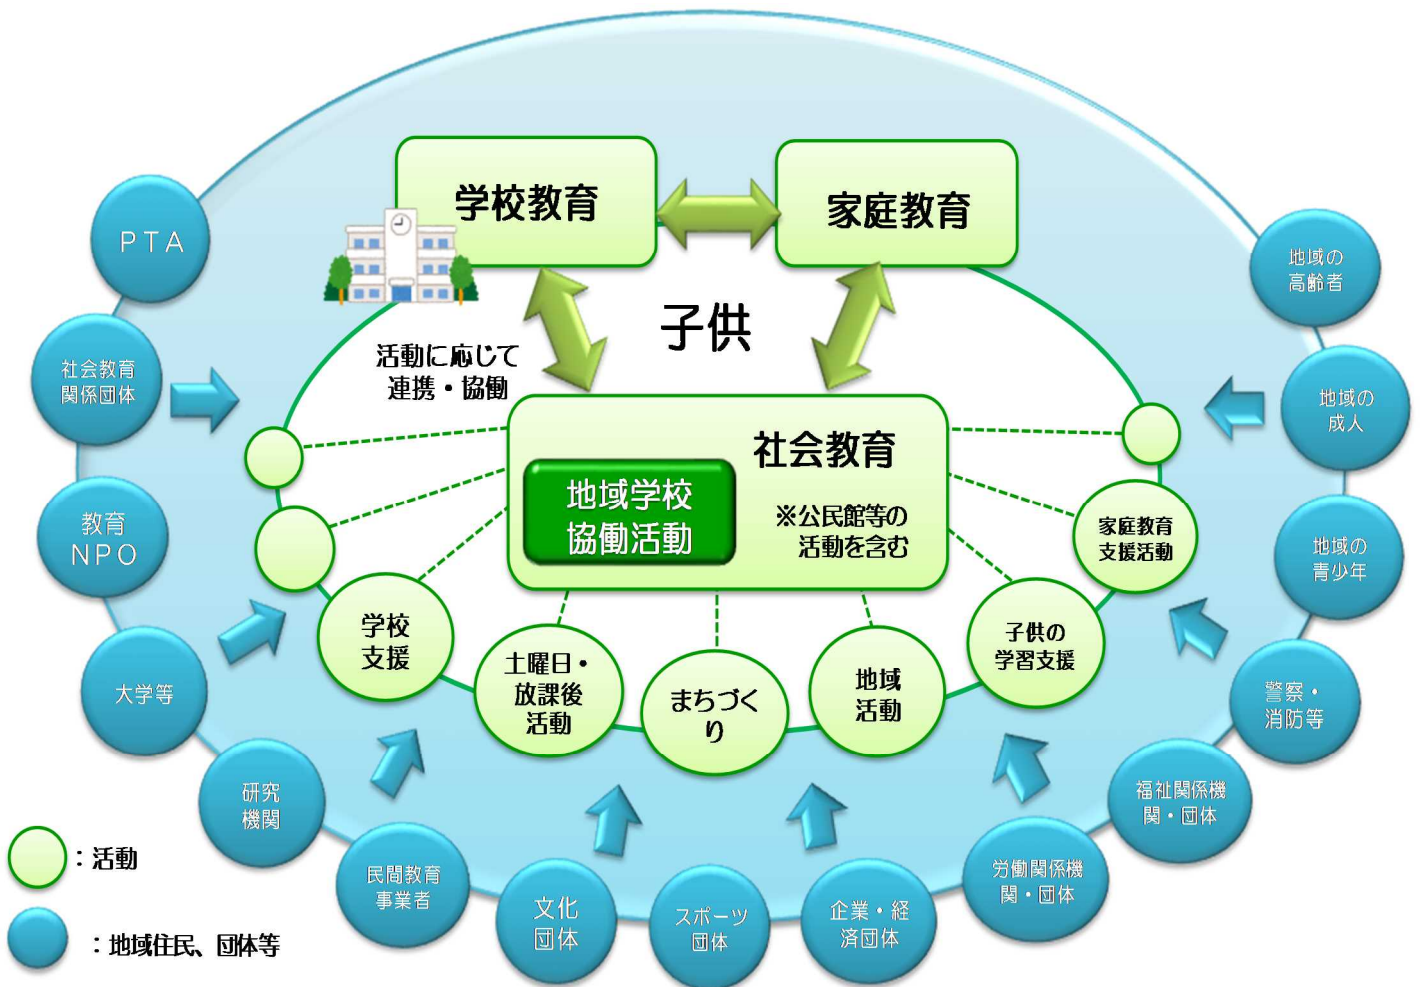 学校教育
家庭教育
子供
活動に応じて
連携・協働
社会教育
地域学校
協働活動
※公民館等の
活動を含む
学校
支援
土曜日・
放課後
活動
まちづく
り
地域
活動
子供の
学習支援
家庭教育
支援活動
PTA
社会教育
関係団体
教育
NPO
大学等
研究
機関
民間教育
事業者
文化
団体
スポーツ
団体
企業・経
済団体
労働関係機
関・団体
福祉関係機
関・団体
警察・
消防等
地域の
青少年
地域の
成人
地域の
高齢者
：活動
：地域住民、団体等